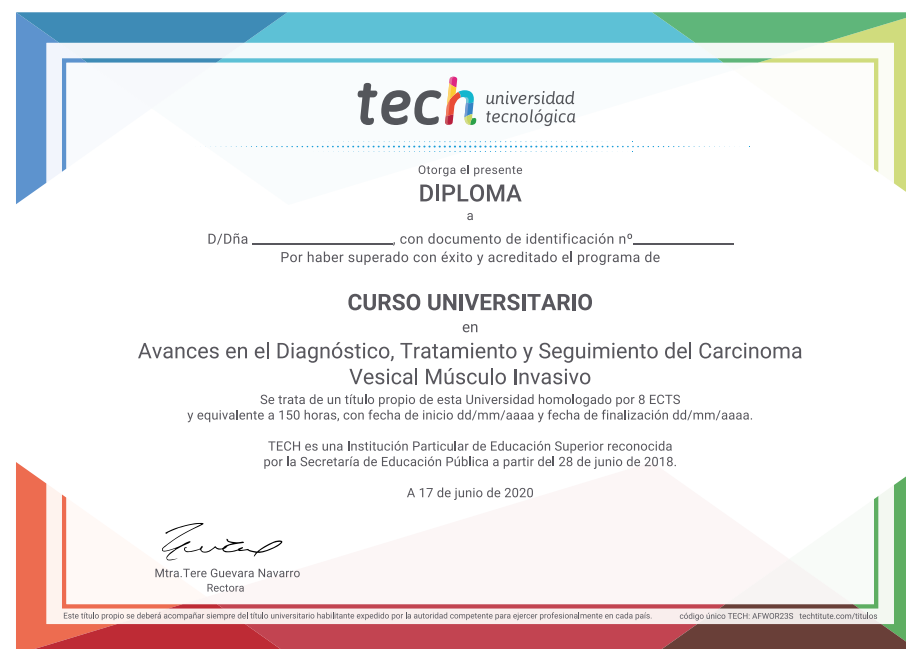 tech universidad
tecnológica
Otorga el presente
DIPLOMA
a
D/Dña ____________________, con documento de identificación nº______________
Por haber superado con éxito y acreditado el programa de
CURSO UNIVERSITARIO
en
Avances en el Diagnóstico, Tratamiento y Seguimiento del Carcinoma
Vesical Músculo Invasivo
Se trata de un título propio de esta Universidad homologado por 8 ECTS
y equivalente a 150 horas, con fecha de inicio dd/mm/aaaa y fecha de finalización dd/mm/aaaa.
TECH es una Institución Particular de Educación Superior reconocida
por la Secretaría de Educación Pública a partir del 28 de junio de 2018.
A 17 de junio de 2020
Mtra.Tere Guevara Navarro
Rectora
Este título propio se deberá acompañar siempre del título universitario habilitante expedido por la autoridad competente para ejercer profesionalmente en cada país. código único TECH: AFWOR23S techtitute.com/titulos